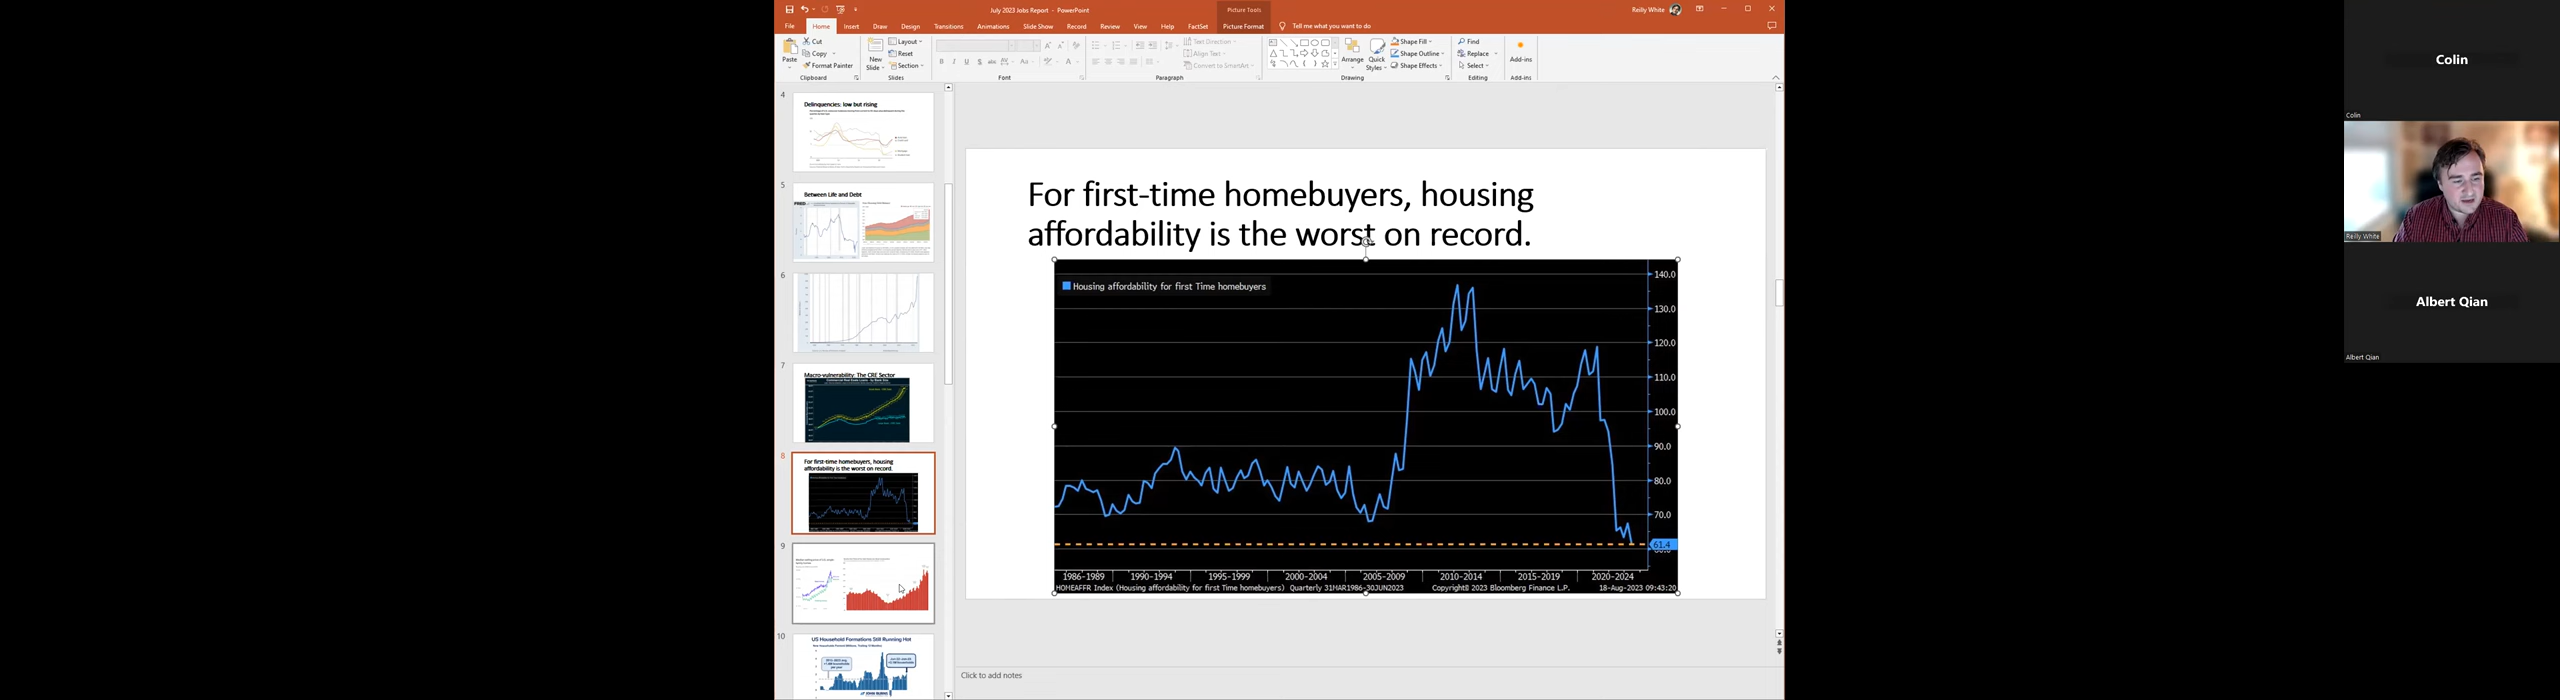 July 2023 Jobs Report - PowerPoint
Picture Tools
Reilly White
File Home Insert Draw Design Transitions Animations Slide Show Record Review View Help FactSet Picture Format Tell me what you want to do
Paste
Cut
Copy
Format Painter
Clipboard
New Slide
Layout
Reset
Section
Slides
B I U S abc AV Aa A
Font
Text Direction
Align Text
Convert to SmartArt
Paragraph
Arrange
Quick Styles
Shape Fill
Shape Outline
Shape Effects
Drawing
Find
Replace
Select
Editing
Add-ins
Add-ins
4
Delinquencies: low but rising
5
Between Life and Debt
FRED
6
7
Macro-vulnerability: The CRE Sector
8
For first-time homebuyers, housing
affordability is the worst on record.
9
10
US Household Formations Still Running Hot
For first-time homebuyers, housing
affordability is the worst on record.
Housing affordability for first Time homebuyers
140.0
130.0
120.0
110.0
100.0
90.0
80.0
70.0
61.4
1986-1989 1990-1994 1995-1999 2000-2004 2005-2009 2010-2014 2015-2019 2020-2024
HOMEAFFR Index (Housing affordability for first Time homebuyers) Quarterly 31MAR1986-30JUN2023 Copyright© 2023 Bloomberg Finance L.P. 18-Aug-2023 09:43:20
Click to add notes
Colin
Colin
Reilly White
Albert Qian
Albert Qian